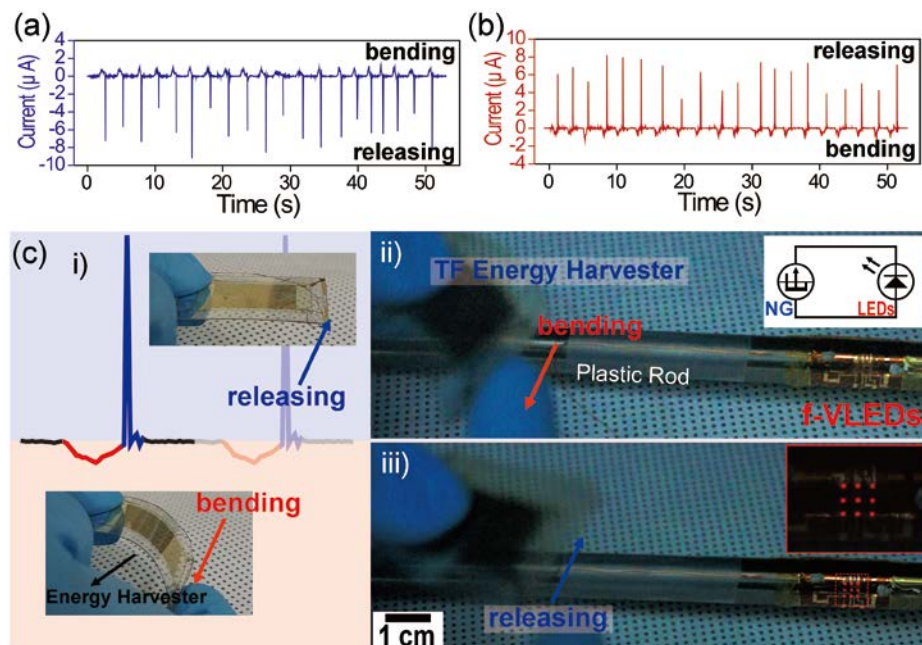 (a)
4
2
0
-2
-4
-6
-8
-10
Current (μ A)
bending
releasing
0
10
20
30
40
50
Time (s)
(b)
10
8
6
4
2
0
-2
-4
Current (μ A)
releasing
bending
0
10
20
30
40
50
Time (s)
(c)
i)
releasing
bending
Energy Harvester
ii)
TF Energy Harvester
bending
Plastic Rod
f-VLEDs
NG
LEDs
iii)
releasing
1 cm